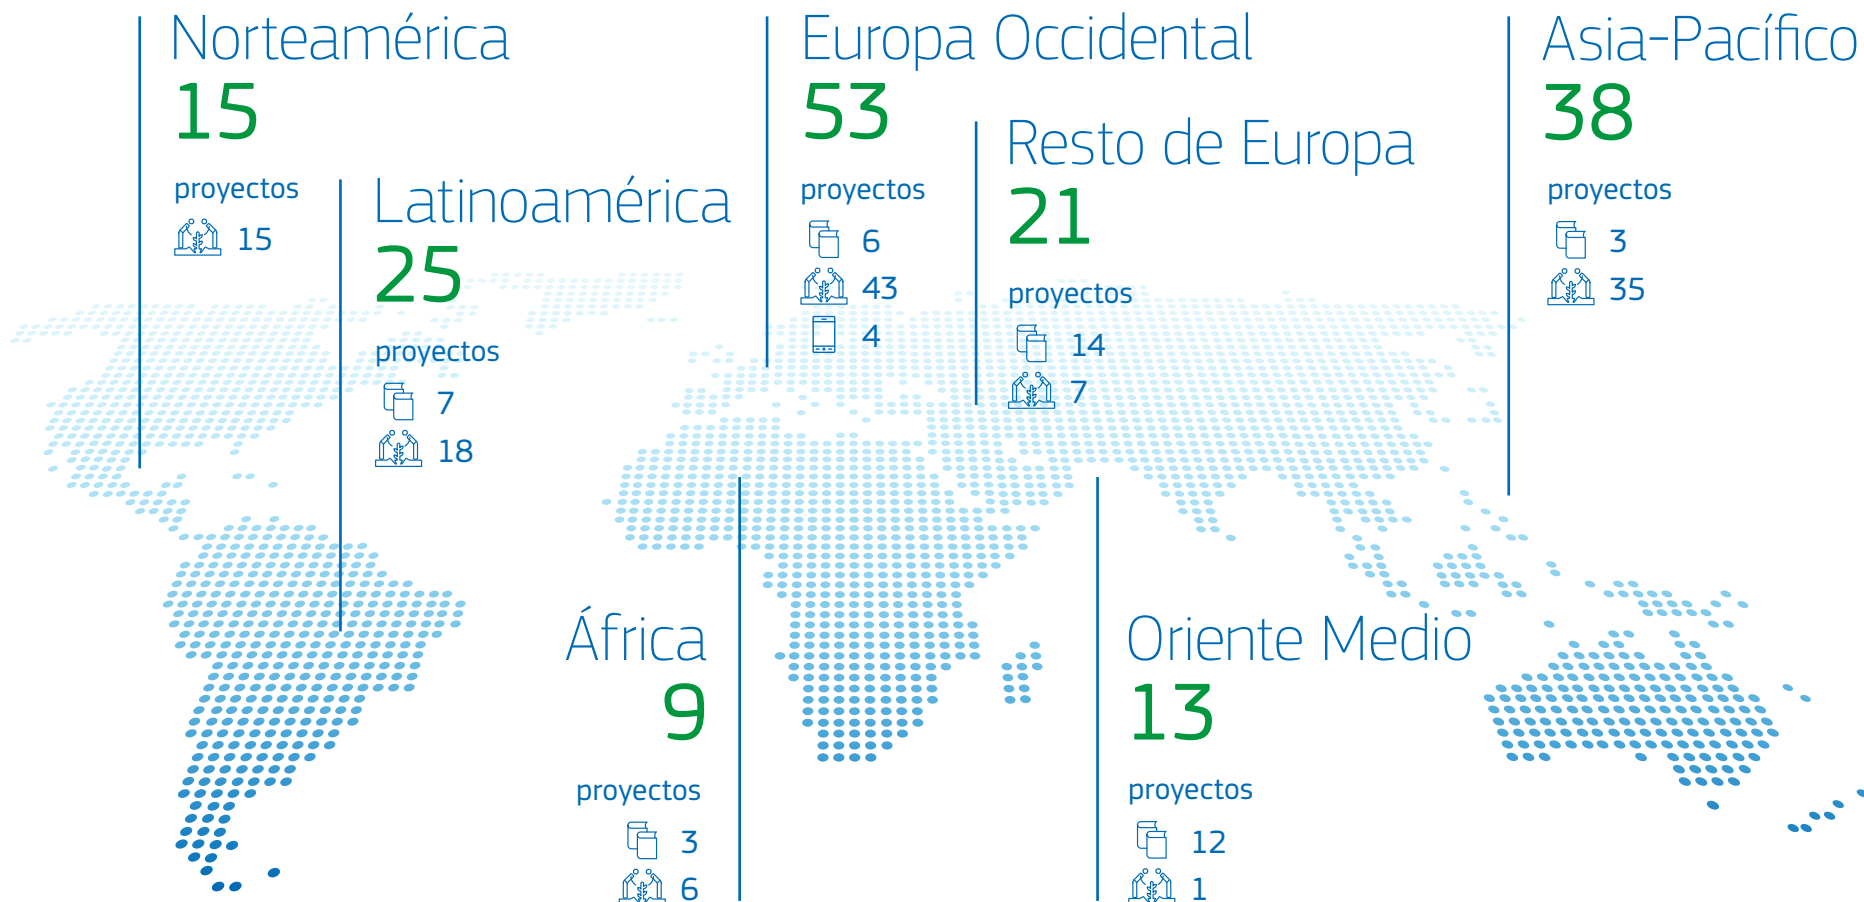 Norteamérica
15
proyectos
15
Latinoamérica
25
proyectos
7
18
Europa Occidental
53
proyectos
6
43
4
Resto de Europa
21
proyectos
14
7
Asia-Pacífico
38
proyectos
3
35
África
9
proyectos
3
6
Oriente Medio
13
proyectos
12
1